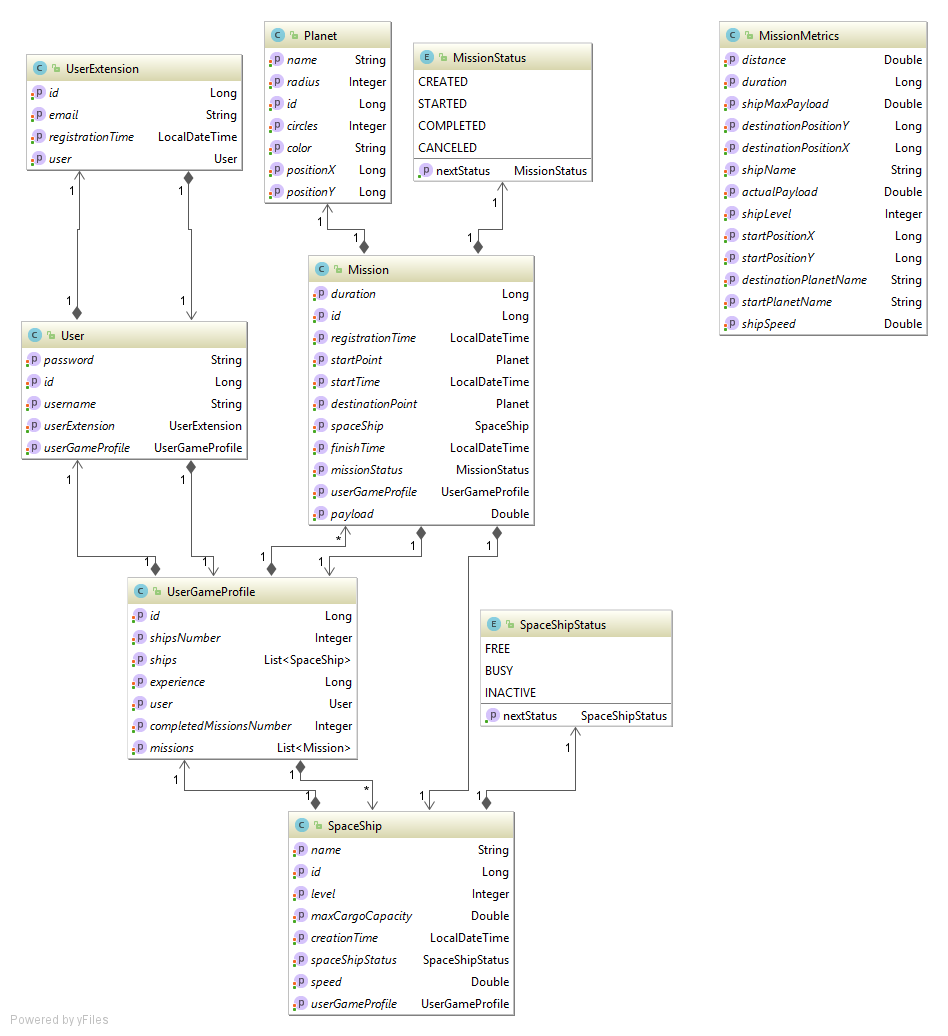 UserExtension
id Long
email String
registrationTime LocalDateTime
user User
1
1
1
1
Planet
name String
radius Integer
id Long
circles Integer
color String
positionX Long
positionY Long
1
1
MissionStatus
CREATED
STARTED
COMPLETED
CANCELED
nextStatus MissionStatus
1
1
MissionMetrics
distance Double
duration Long
shipMaxPayload Double
destinationPositionY Long
destinationPositionX Long
shipName String
actualPayload Double
shipLevel Integer
startPositionX Long
startPositionY Long
destinationPlanetName String
startPlanetName String
shipSpeed Double
User
password String
id Long
username String
userExtension UserExtension
userGameProfile UserGameProfile
1
1
1
1
Mission
duration Long
id Long
registrationTime LocalDateTime
startPoint Planet
startTime LocalDateTime
destinationPoint Planet
spaceShip SpaceShip
finishTime LocalDateTime
missionStatus MissionStatus
userGameProfile UserGameProfile
payload Double
*
1
1
1
1
UserGameProfile
id Long
shipsNumber Integer
ships List<SpaceShip>
experience Long
user User
completedMissionsNumber Integer
missions List<Mission>
1
1
1
*
SpaceShipStatus
FREE
BUSY
INACTIVE
nextStatus SpaceShipStatus
1
1
1
SpaceShip
name String
id Long
level Integer
maxCargoCapacity Double
creationTime LocalDateTime
spaceShipStatus SpaceShipStatus
speed Double
userGameProfile UserGameProfile
Powered by yFiles